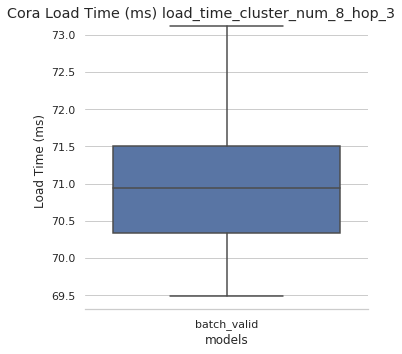 Cora Load Time (ms) load_time_cluster_num_8_hop_3
73.0
72.5
72.0
71.5
71.0
70.5
70.0
69.5
Load Time (ms)
batch_valid
models